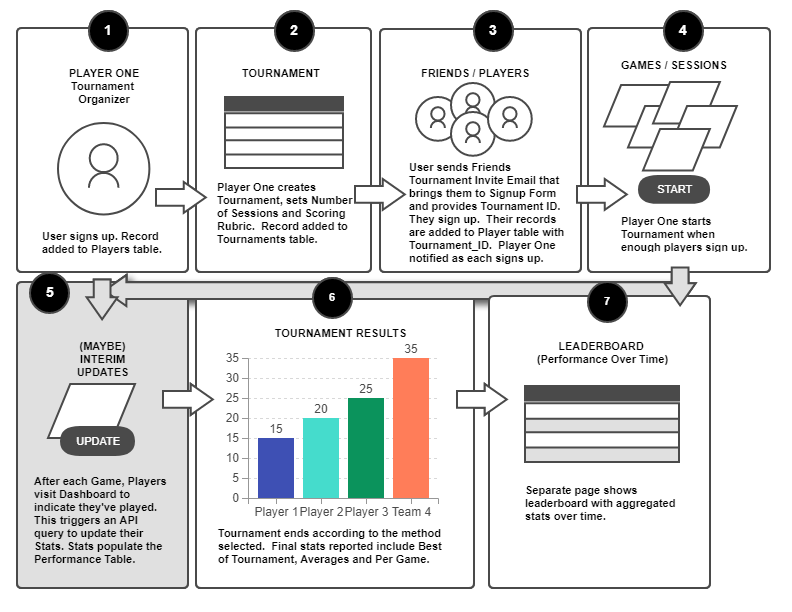 1
PLAYER ONE
Tournament
Organizer
User signs up. Record
added to Players table.
2
TOURNAMENT
Player One creates
Tournament, sets Number
of Sessions and Scoring
Rubric.  Record added to
Tournaments table.
3
FRIENDS / PLAYERS
User sends Friends
Tournament Invite Email that
brings them to Signup Form
and provides Tournament ID.
They sign up.  Their records
are added to Player table with
Tournament_ID.  Player One
notified as each signs up.
4
GAMES / SESSIONS
START
Player One starts
Tournament when
enough players sign up.
5
(MAYBE)
INTERIM
UPDATES
UPDATE
After each Game, Players
visit Dashboard to
indicate they've played.
This triggers an API
query to update their
Stats. Stats populate the
Performance Table.
6
TOURNAMENT RESULTS
35
30
25
20
15
10
5
0
15
20
25
35
Player 1
Player 2
Player 3
Team 4
Tournament ends according to the method
selected.  Final stats reported include Best
of Tournament, Averages and Per Game.
7
LEADERBOARD
(Performance Over Time)
Separate page shows
leaderboard with aggregated
stats over time.